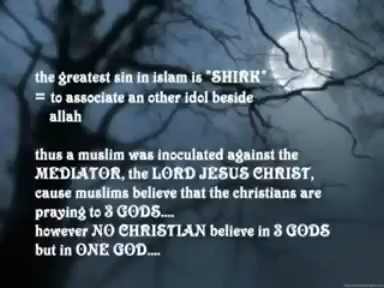 the greatest sin in islam is "SHIRK"
= to associate an other idol beside
allah
thus a muslim was inoculated against the
MEDIATOR, the LORD JESUS CHRIST,
cause muslims believe that the christians are
praying to 3 GODS....
however NO CHRISTIAN believe in 3 GODS
but in ONE GOD....